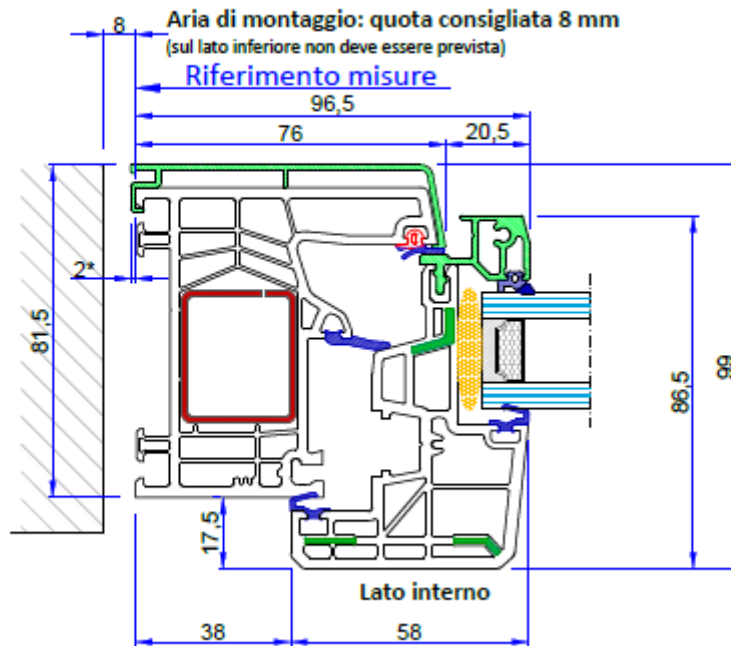 Aria di montaggio: quota consigliata 8 mm
(sul lato inferiore non deve essere prevista)
8
Riferimento misure
96,5
76
20,5
2*
81,5
86,5
99
17,5
Lato interno
38
58